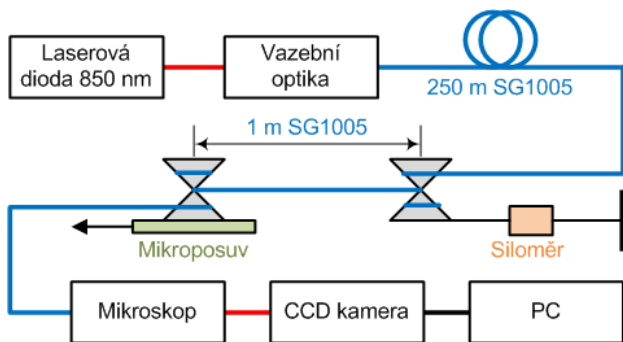 Laserová
dioda 850 nm
Vazební
optika
250 m SG1005
1 m SG1005
Mikroposuv
Siloměr
Mikroskop
CCD kamera
PC